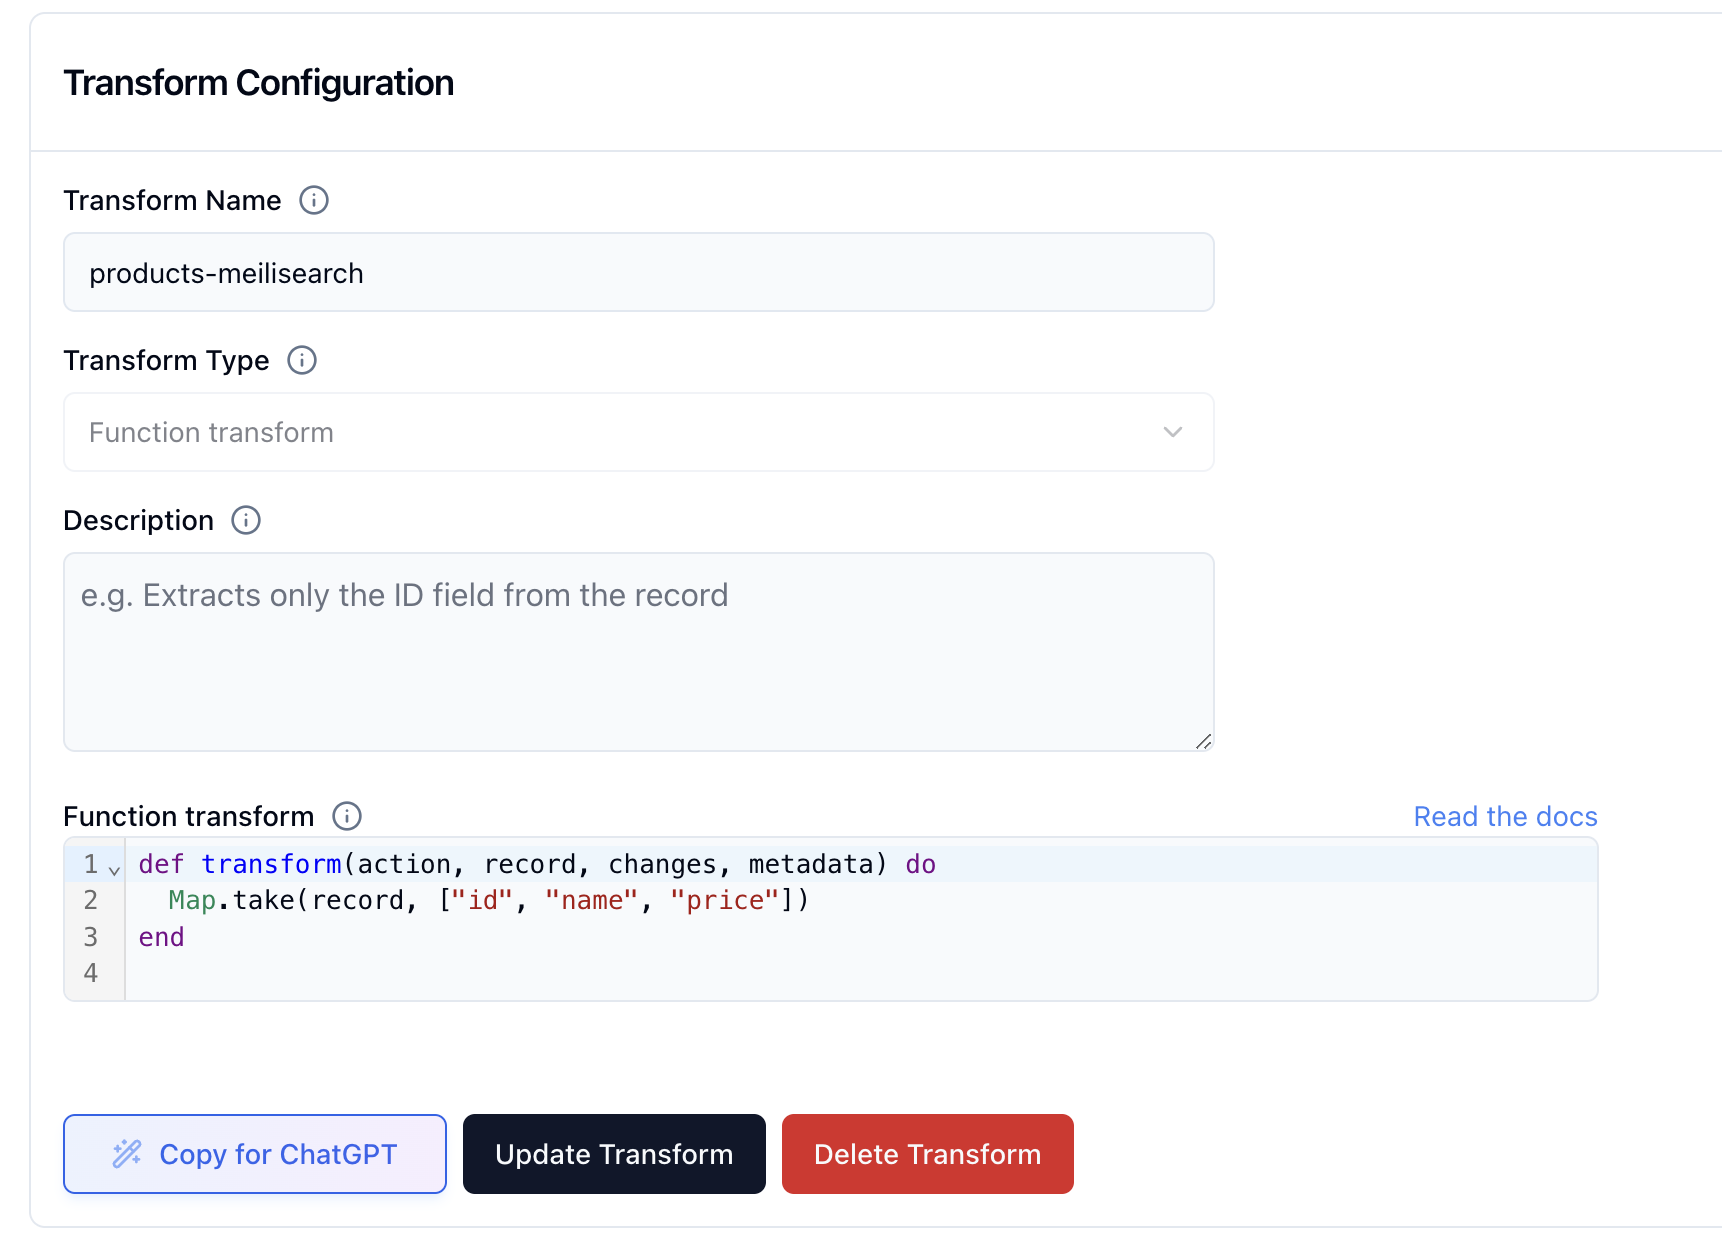 Transform Configuration
Transform Name
products-meilisearch
Transform Type
Function transform
Description
e.g. Extracts only the ID field from the record
Function transform
Read the docs
1 def transform(action, record, changes, metadata) do
2   Map.take(record, ["id", "name", "price"])
3 end
4
Copy for ChatGPT
Update Transform
Delete Transform